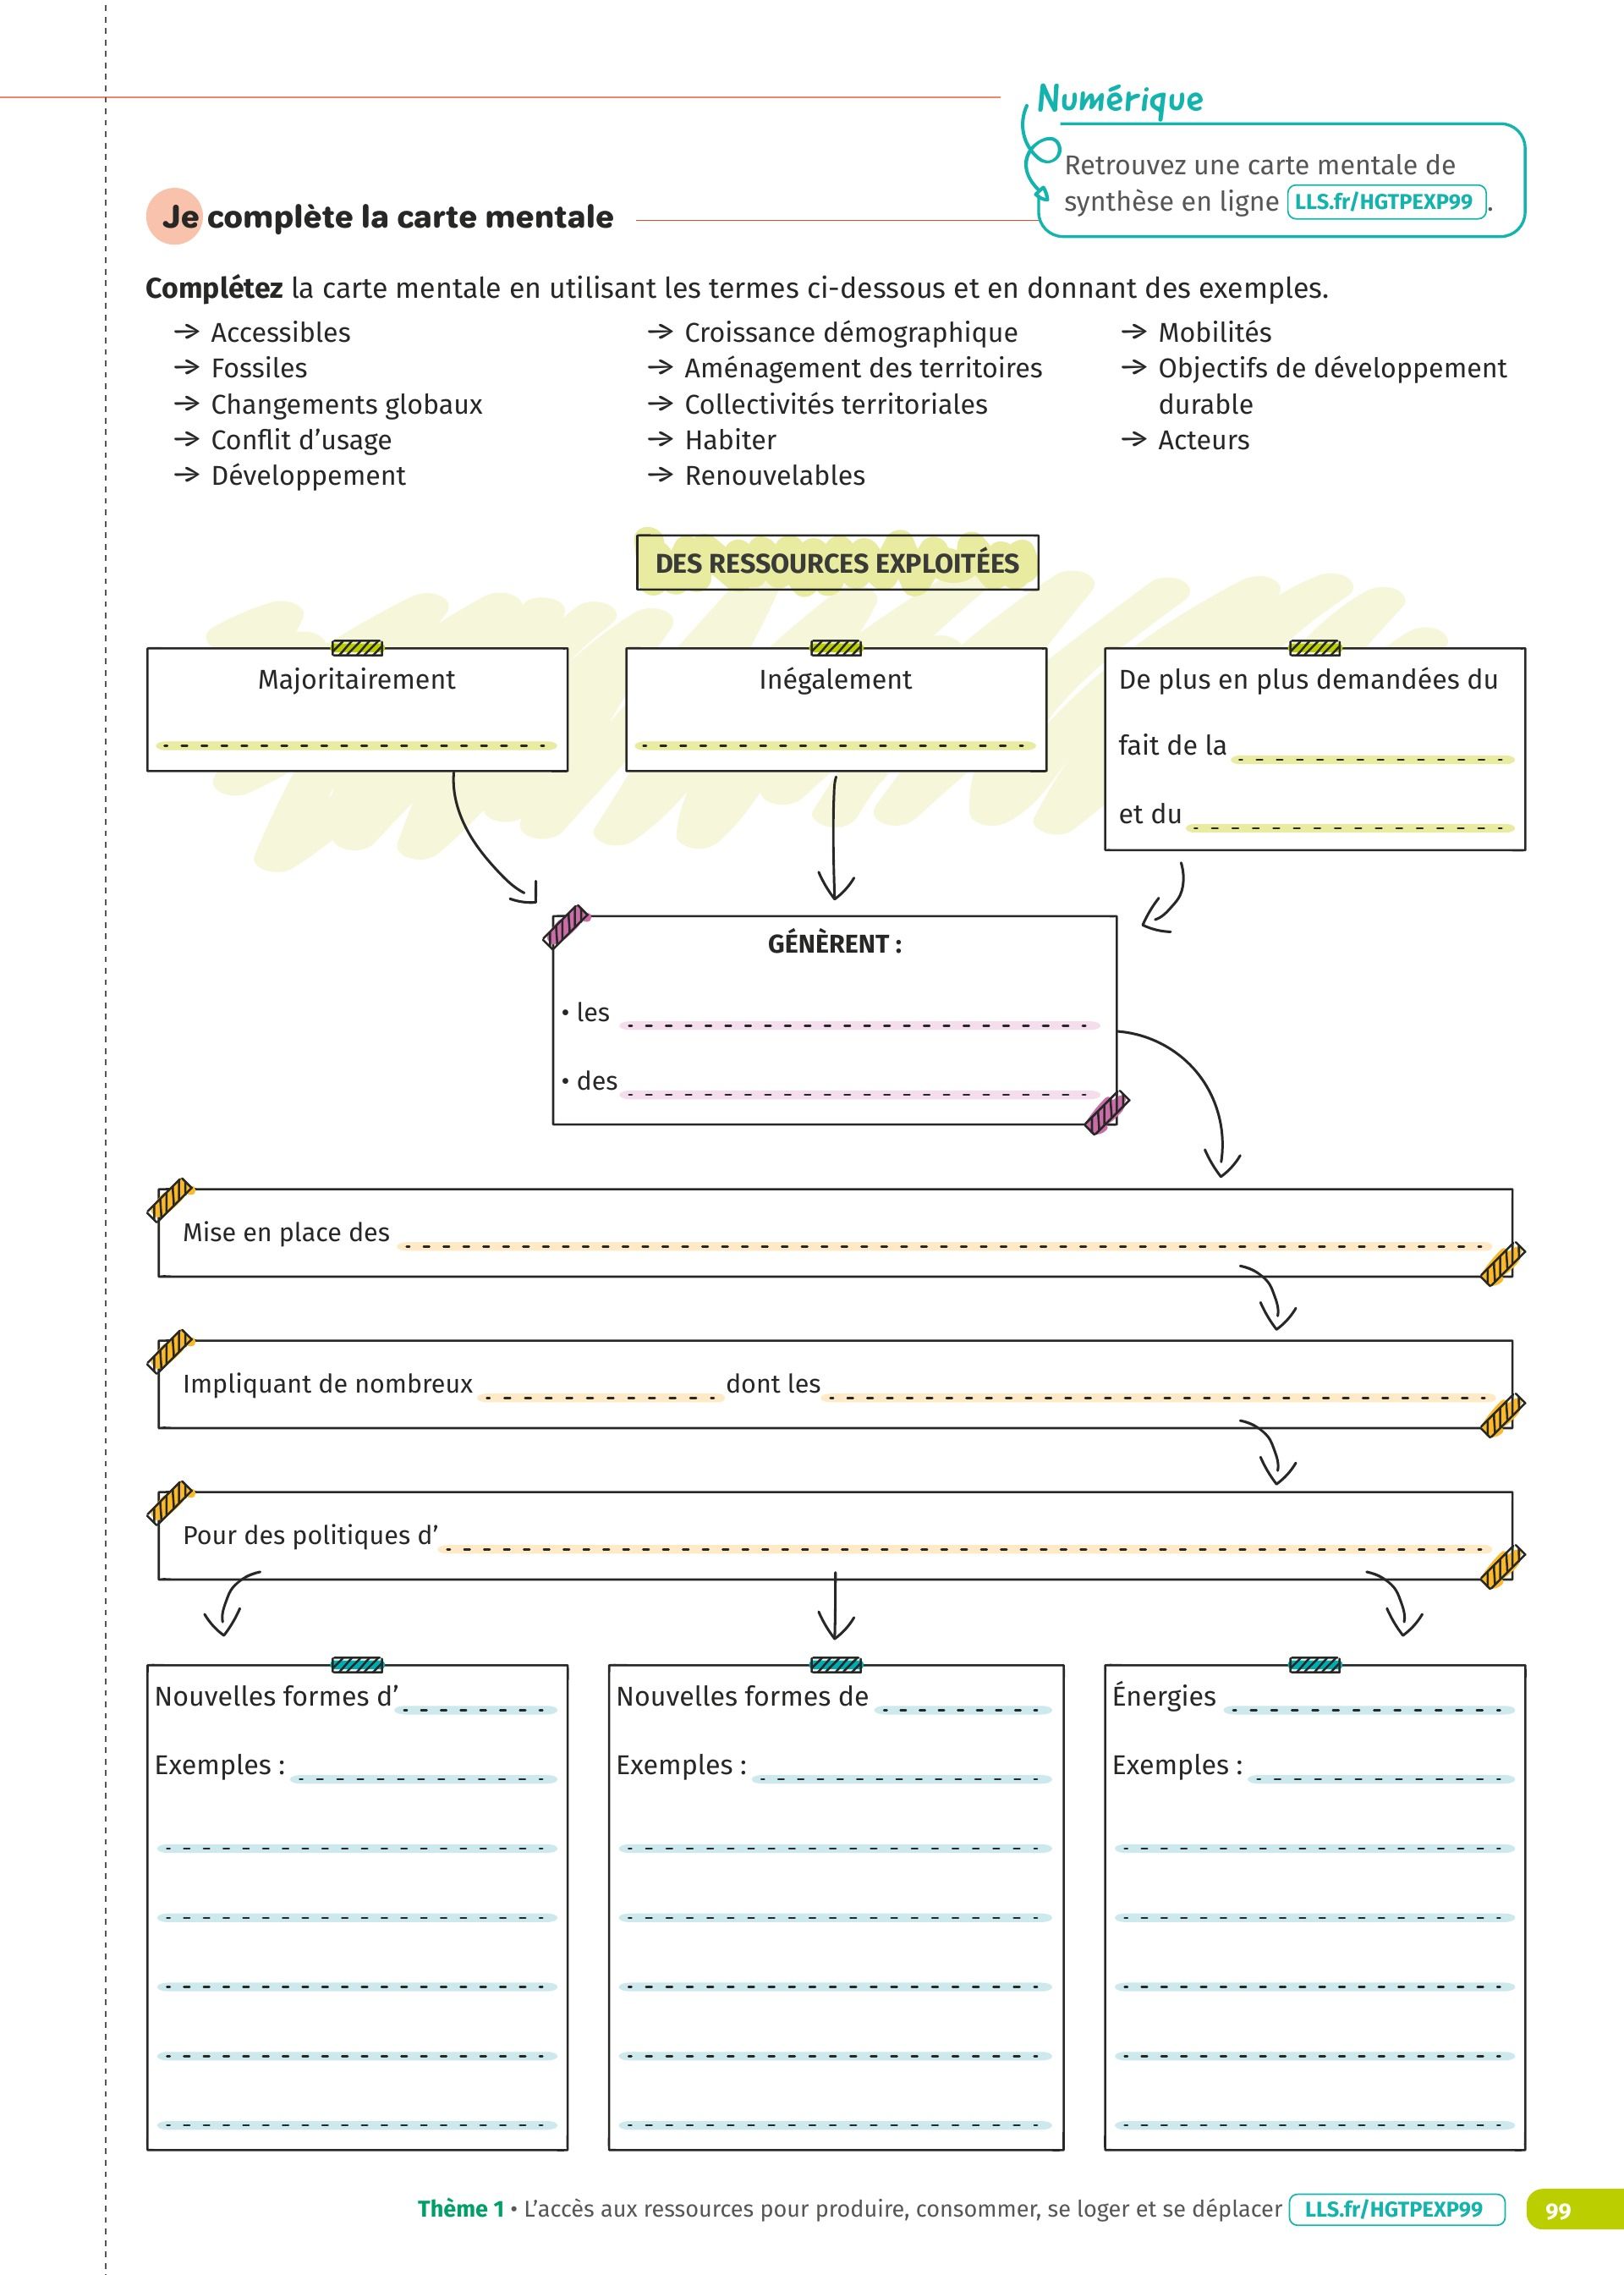 Numérique
Retrouvez une carte mentale de
synthèse en ligne LLS.fr/HGTPEXP99 .
Je complète la carte mentale
Complétez la carte mentale en utilisant les termes ci-dessous et en donnant des exemples.
→ Accessibles
→ Fossiles
→ Changements globaux
→ Conflit d’usage
→ Développement
→ Croissance démographique
→ Aménagement des territoires
→ Collectivités territoriales
→ Habiter
→ Renouvelables
→ Mobilités
→ Objectifs de développement
durable
→ Acteurs
DES RESSOURCES EXPLOITÉES
Majoritairement
Inégalement
De plus en plus demandées du
fait de la
et du
GÉNÈRENT :
• les
• des
Mise en place des
Impliquant de nombreux dont les
Pour des politiques d’
Nouvelles formes d’
Exemples :
Nouvelles formes de
Exemples :
Énergies
Exemples :
Thème 1 • L’accès aux ressources pour produire, consommer, se loger et se déplacer LLS.fr/HGTPEXP99 99